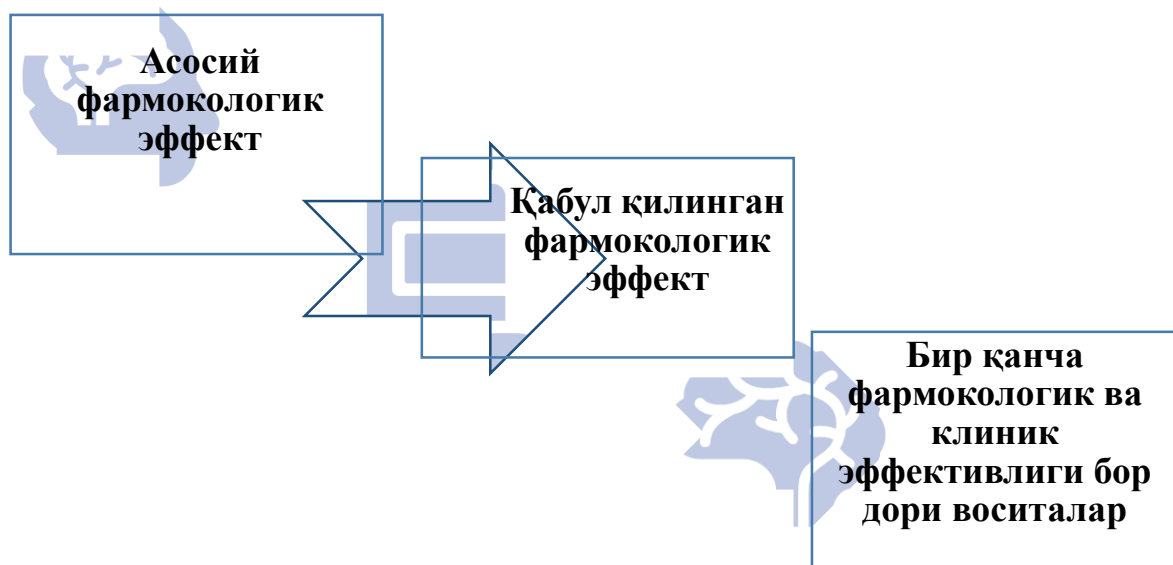 Асосий
фармокологик
эффект
Қабул қилинган
фармокологик
эффект
Бир қанча
фармокологик ва
клиник
эффективлиги бор
дори воситалар